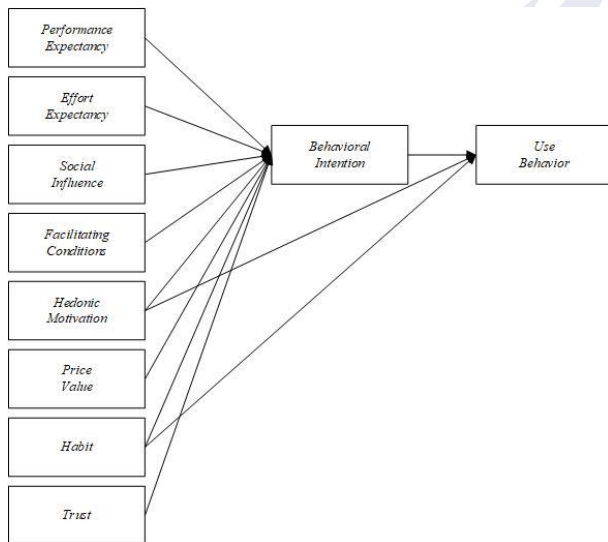 Performance
Expectancy
Effort
Expectancy
Social
Influence
Facilitating
Conditions
Hedonic
Motivation
Price
Value
Habit
Trust
Behavioral
Intention
Use
Behavior